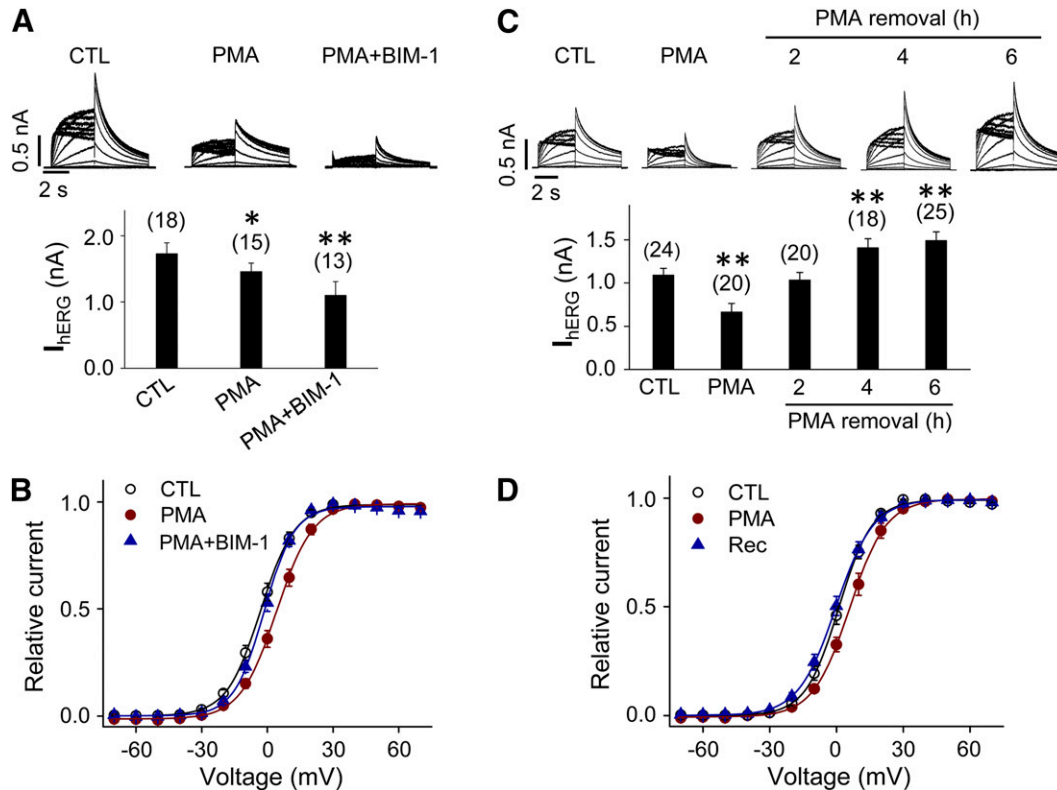 A
CTL
PMA
PMA+BIM-1
0.5 nA
2 s
I hERG (nA)
2.0
1.0
0.0
(18)
*
(15)
**
(13)
CTL
PMA
PMA+BIM-1
C
PMA removal (h)
CTL
PMA
2
4
6
0.5 nA
2 s
I hERG (nA)
1.5
1.0
0.5
0.0
(24)
**
(20)
(20)
**
(18)
**
(25)
CTL
PMA
2
4
6
PMA removal (h)
B
CTL
PMA
PMA+BIM-1
Relative current
1.0
0.5
0.0
-60
-30
0
30
60
Voltage (mV)
D
CTL
PMA
Rec
Relative current
1.0
0.5
0.0
-60
-30
0
30
60
Voltage (mV)